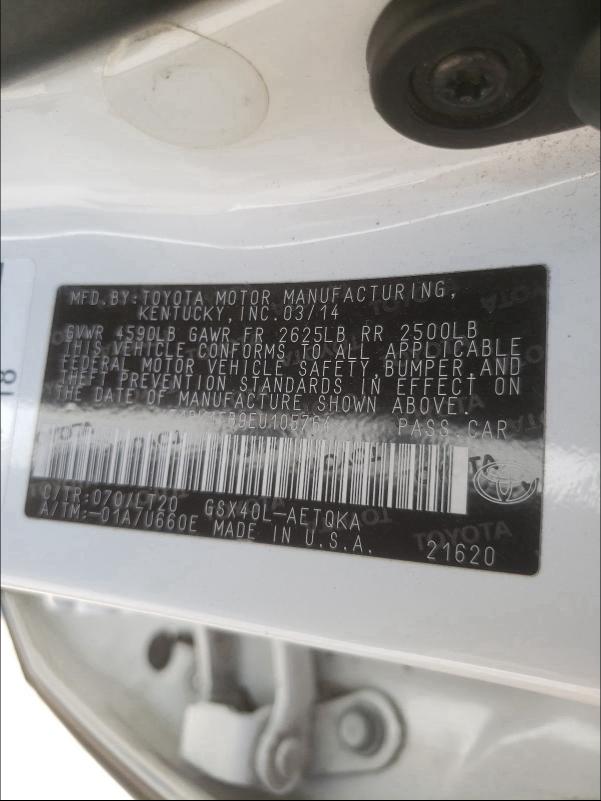 MFD.BY:TOYOTA MOTOR MANUFACTURING,
KENTUCKY, INC.03/14
GVWR 4590LB GAWR FR 2625LB RR 2500LB
THIS VEHICLE CONFORMS TO ALL APPLICABLE
FEDERAL MOTOR VEHICLE SAFETY,BUMPER,AND
THEFT PREVENTION STANDARDS IN EFFECT ON
THE DATE OF MANUFACTURE SHOWN ABOVE.
PASS.CAR
C/TR:070/LT20 GSX40L-AETQKA
A/TM:-01A/U660E MADE IN U.S.A. 21620
TOYOTA
18